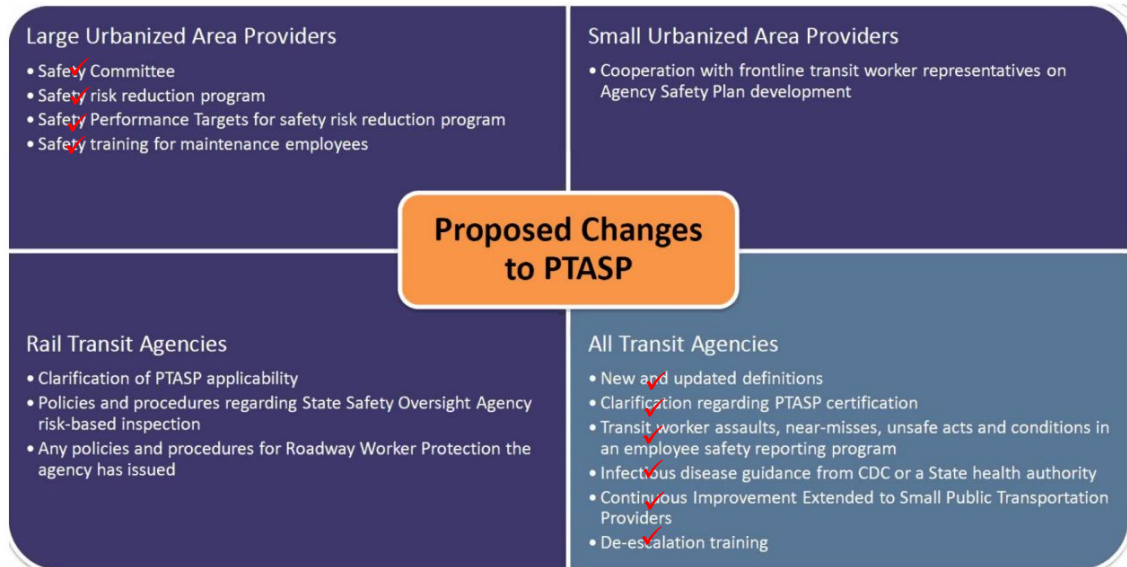 Large Urbanized Area Providers
• Safety Committee
• Safety risk reduction program
• Safety Performance Targets for safety risk reduction program
• Safety training for maintenance employees
Small Urbanized Area Providers
• Cooperation with frontline transit worker representatives on
Agency Safety Plan development
Proposed Changes
to PTASP
Rail Transit Agencies
• Clarification of PTASP applicability
• Policies and procedures regarding State Safety Oversight Agency
risk-based inspection
• Any policies and procedures for Roadway Worker Protection the
agency has issued
All Transit Agencies
• New and updated definitions
• Clarification regarding PTASP certification
• Transit worker assaults, near-misses, unsafe acts and conditions in
an employee safety reporting program
• Infectious disease guidance from CDC or a State health authority
• Continuous Improvement Extended to Small Public Transportation
Providers
• De-escalation training